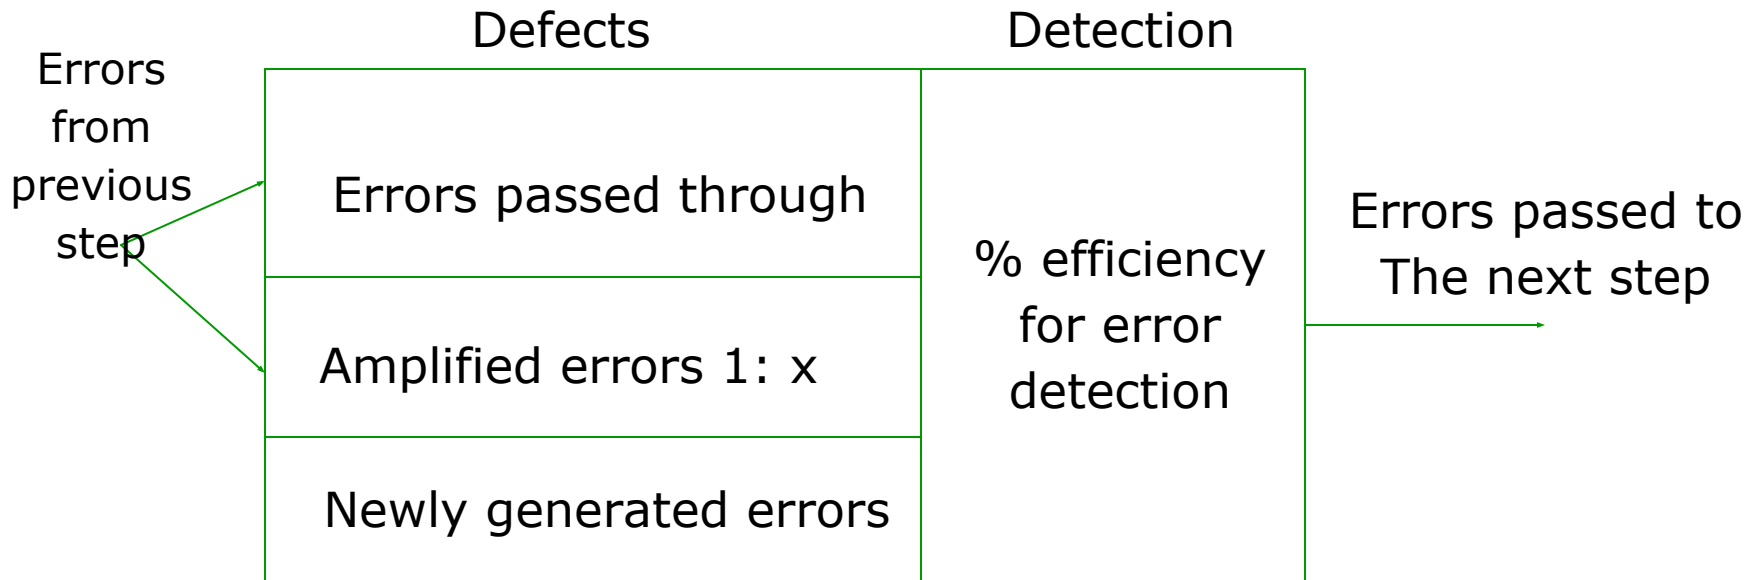 Defects
Detection
Errors
from
previous
step
Errors passed through
Amplified errors 1: x
Newly generated errors
% efficiency
for error
detection
Errors passed to
The next step